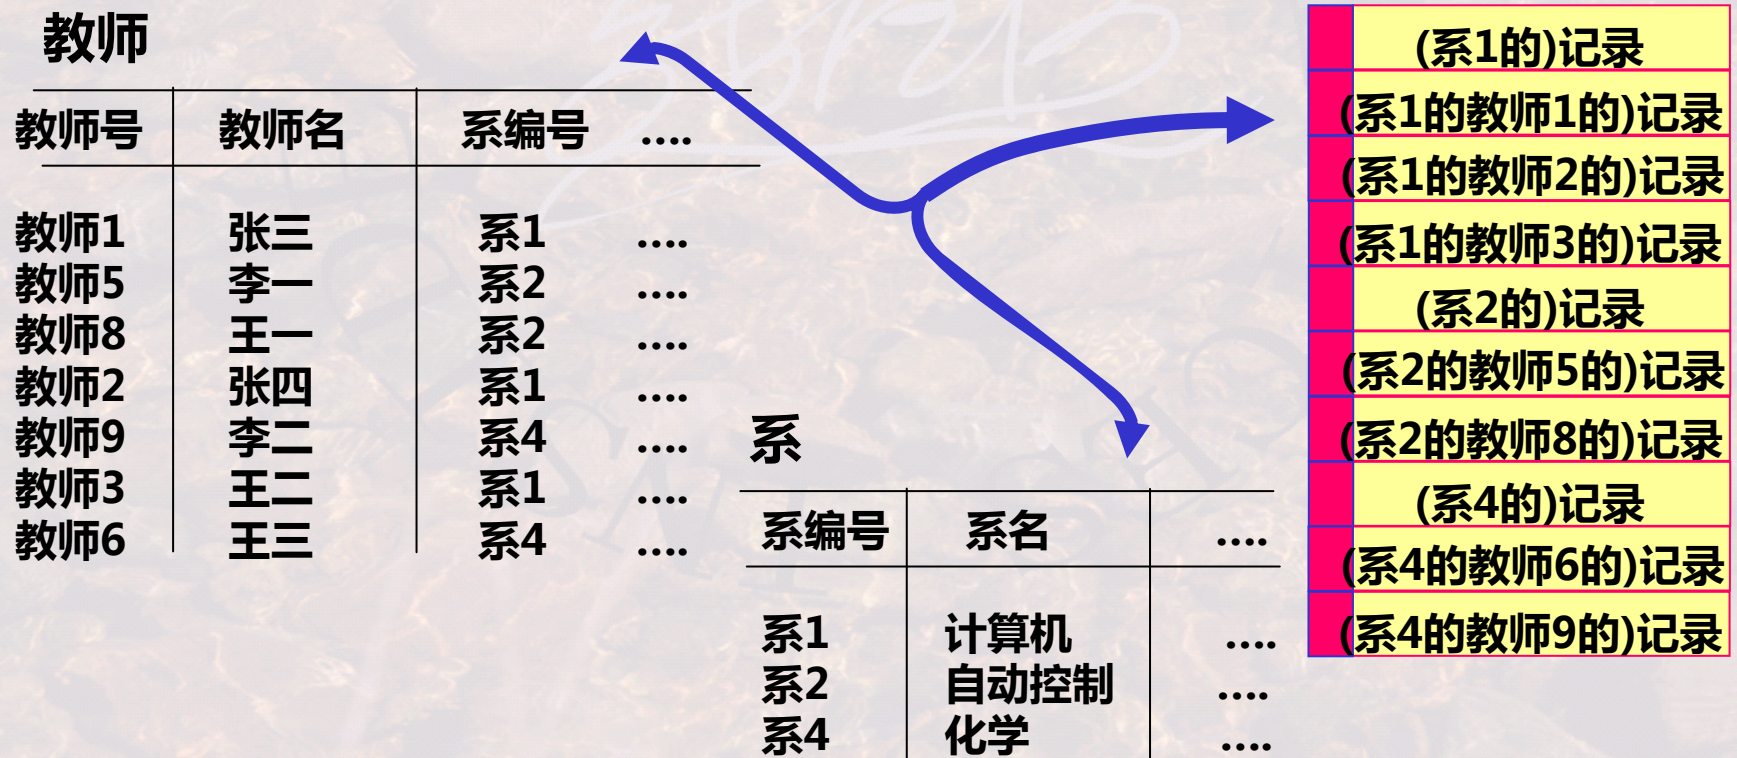 教师
教师号 教师名 系编号 ....
教师1 张三 系1 ....
教师5 李一 系2 ....
教师8 王一 系2 ....
教师2 张四 系1 ....
教师9 李二 系4 ....
教师3 王二 系1 ....
教师6 王三 系4 ....
系
系编号 系名 ....
系1 计算机 ....
系2 自动控制 ....
系4 化学 ....
(系1的)记录
(系1的教师1的)记录
(系1的教师2的)记录
(系1的教师3的)记录
(系2的)记录
(系2的教师5的)记录
(系2的教师8的)记录
(系4的)记录
(系4的教师6的)记录
(系4的教师9的)记录